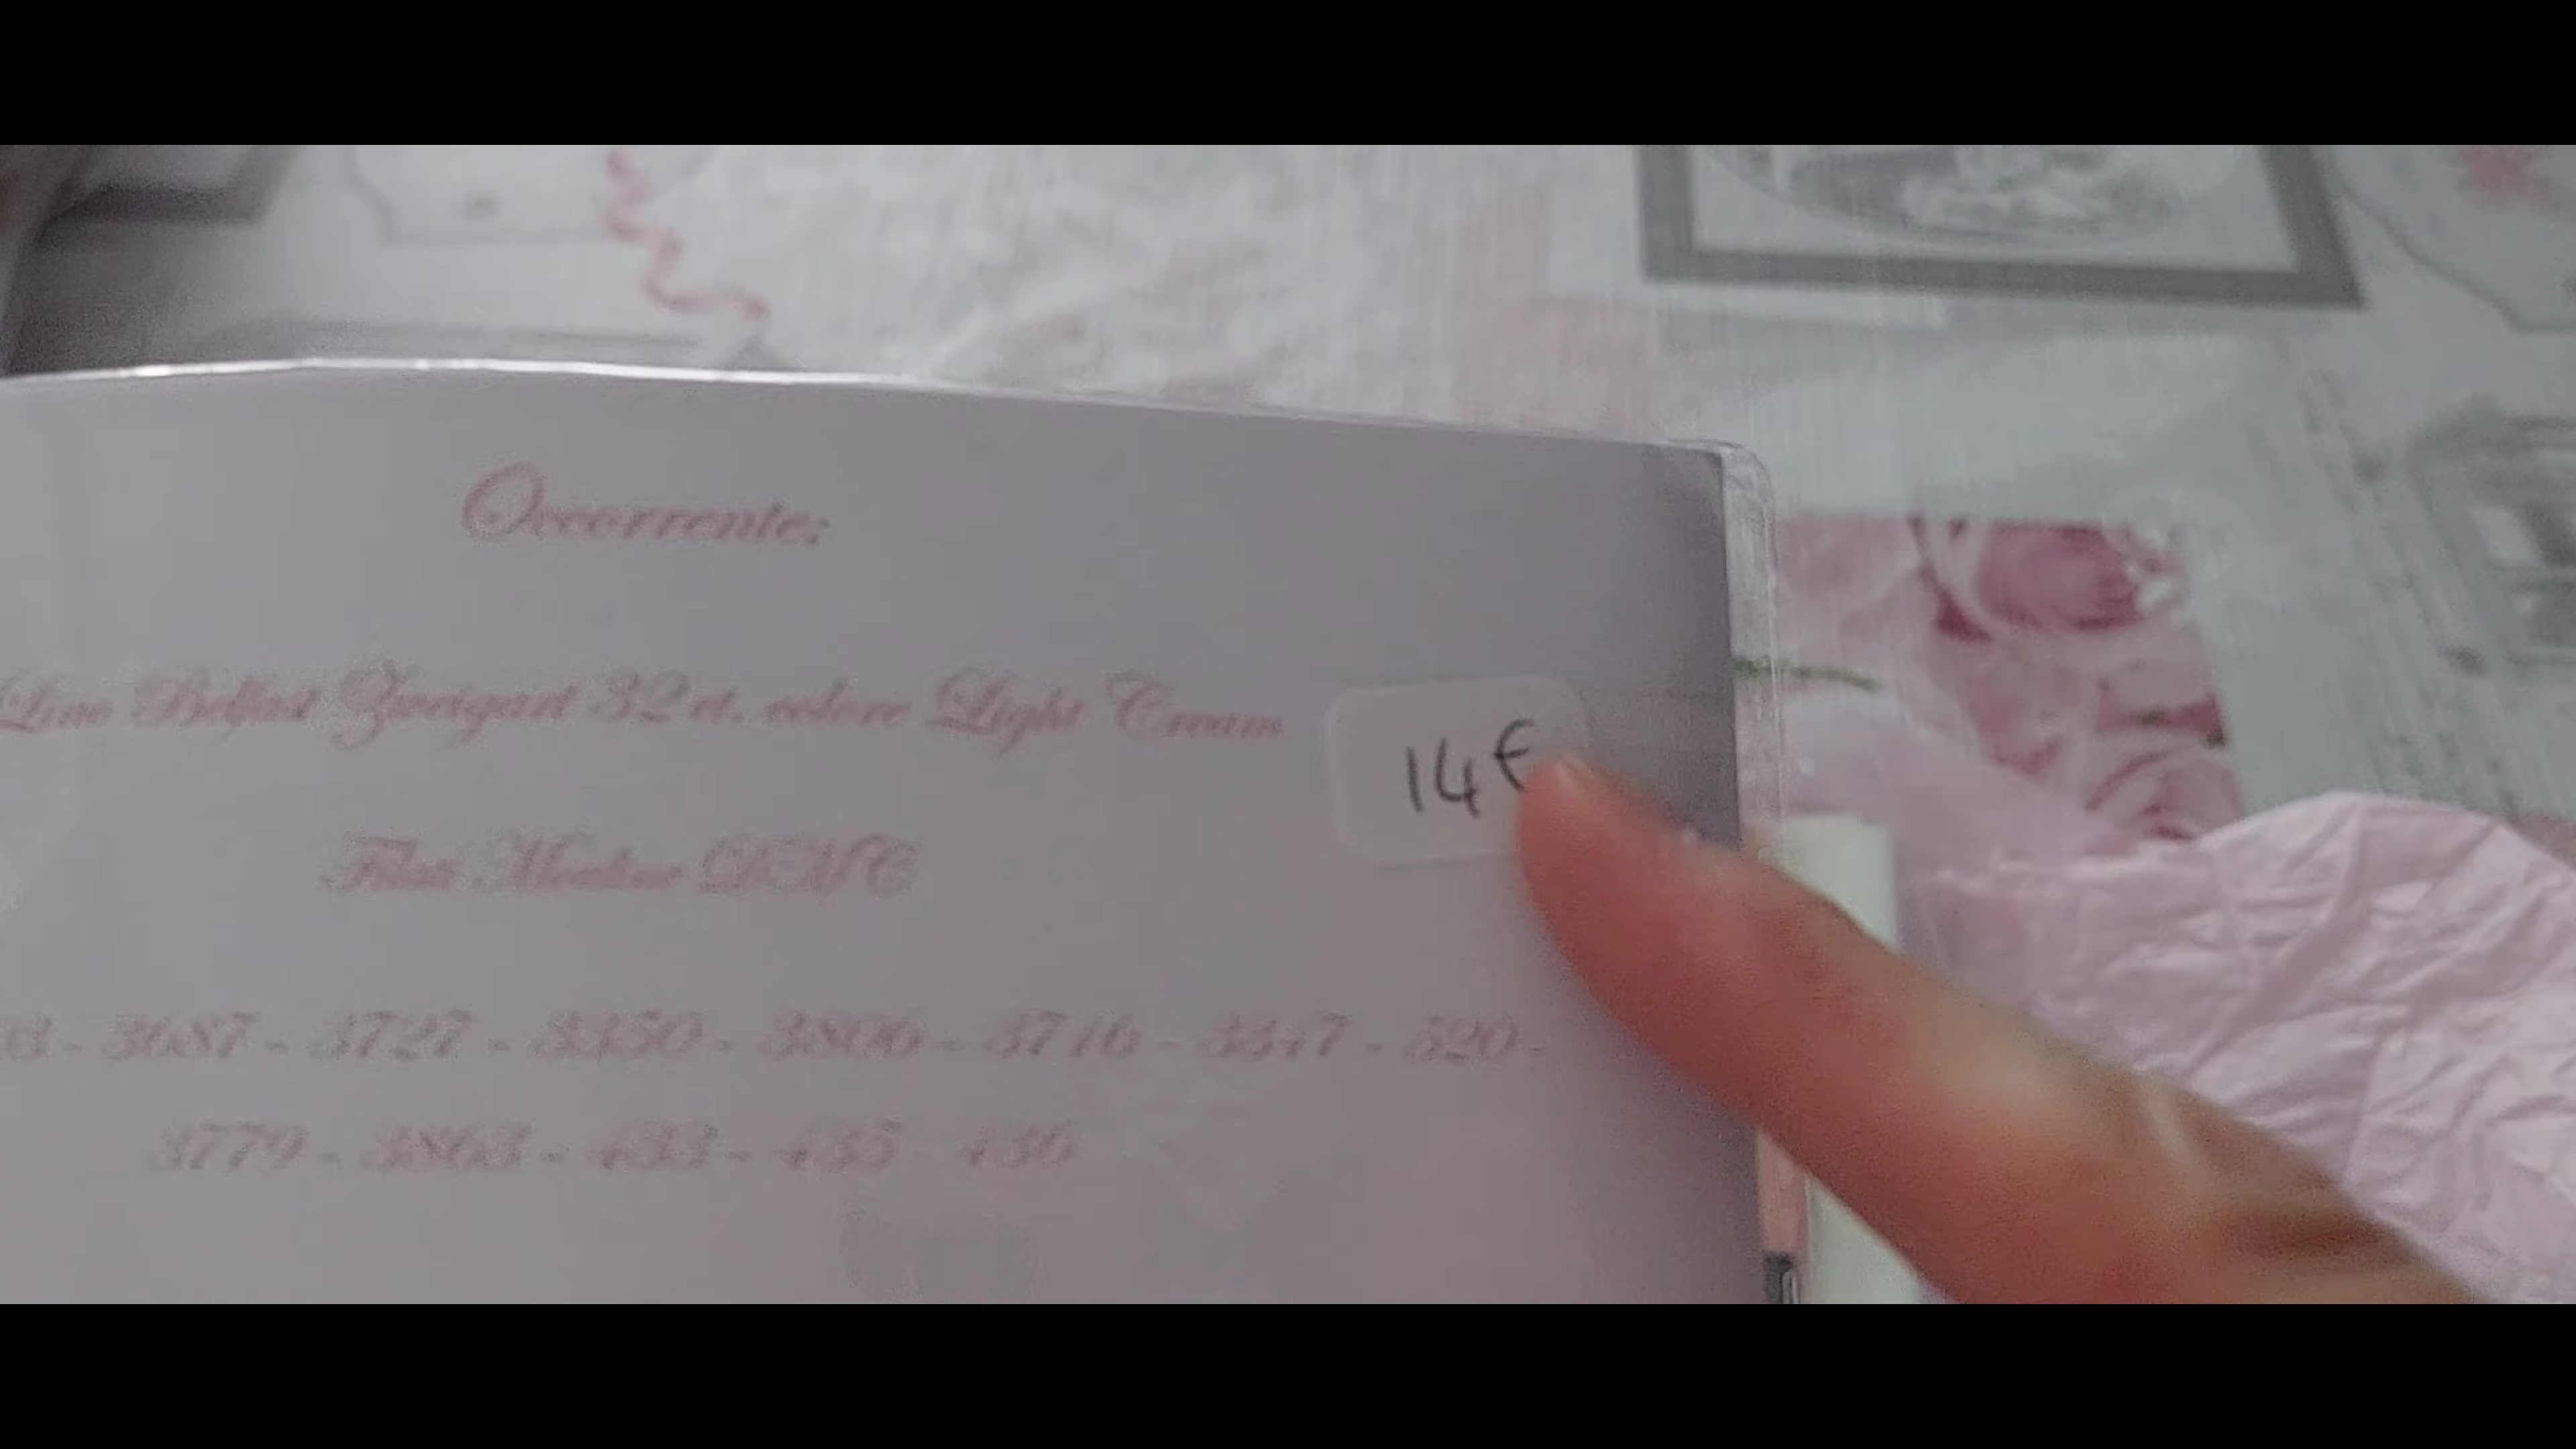 Occorrente:
Lino Belfast Zweigart 32 ct. colore Light Cream
14€
Filati Mouline DMC
- 3687 - 3727 - 3350 - 3806 - 3716 - 3347 - 520 -
3779 - 3863 - 433 - 435 - 436